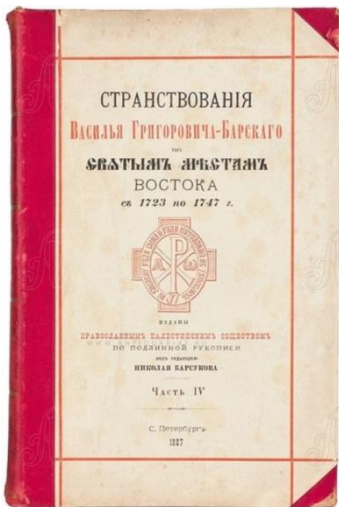 СТРАНСТВОВАНІЯ
ВАСИЛЬЯ ГРИГОРОВИЧА-БАРСКАГО
ПО
СВЯТЫМЪ МѢСТАМЪ
ВОСТОКА
съ 1723 по 1747 г.
ИЗДАНЫ
ПРАВОСЛАВНЫМЪ ПАЛЕСТИНСКИМЪ ОБЩЕСТВОМЪ
ПО ПОДЛИННОЙ РУКОПИСИ
ПОДЪ РЕДАКЦІЕЮ
НИКОЛАЯ БАРСУКОВА
ЧАСТЬ IV
С. Петербургъ
1887